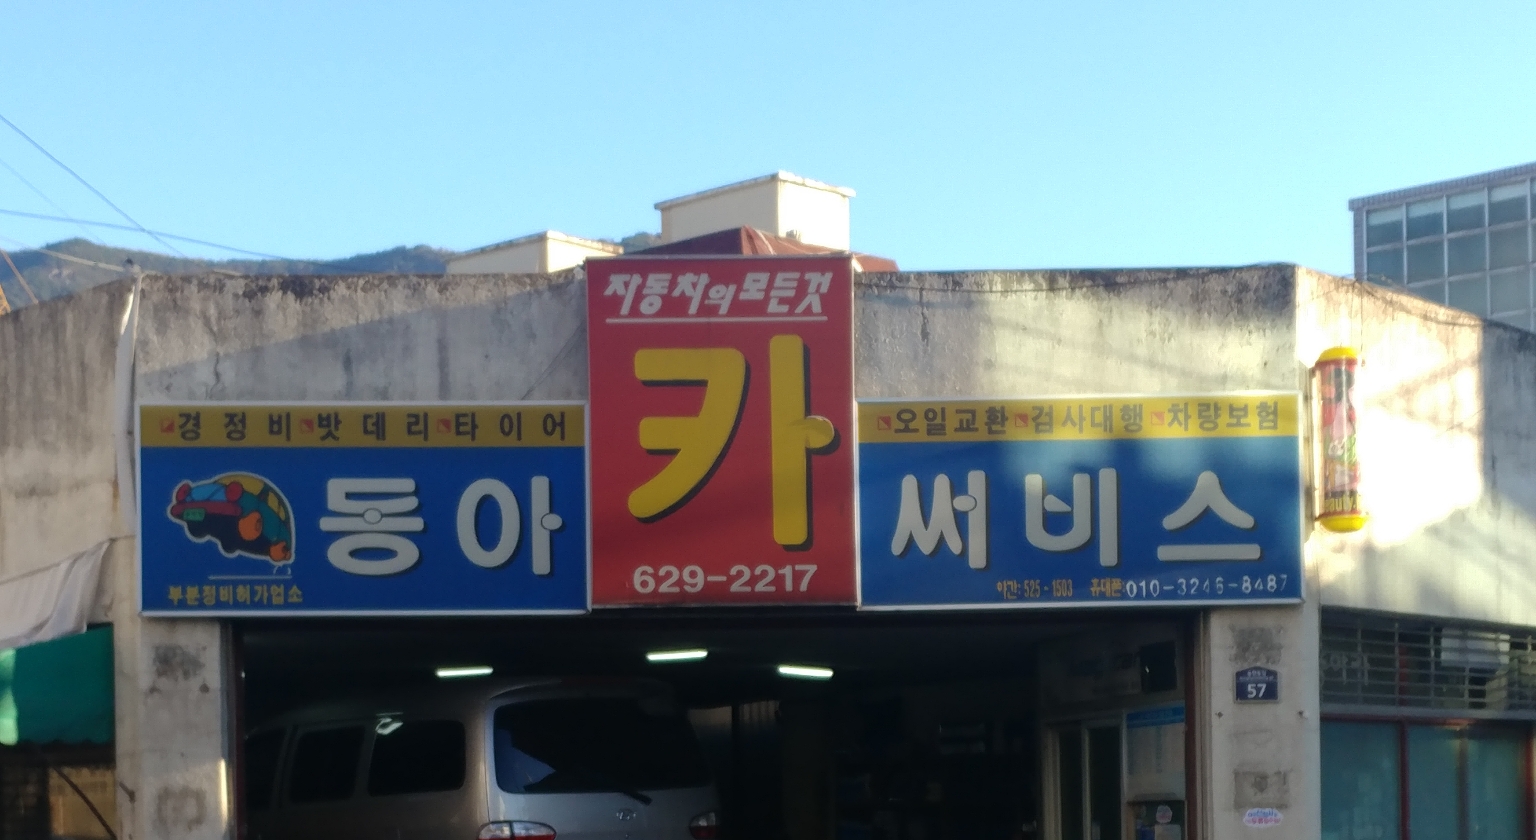 자동차의모든것
카
629-2217
경정비 밧데리 타이어
동아
부분정비허가업소
오일교환 검사대행 차량보험
써비스
야간: 525-1503 휴대폰: 010-3246-8487
57